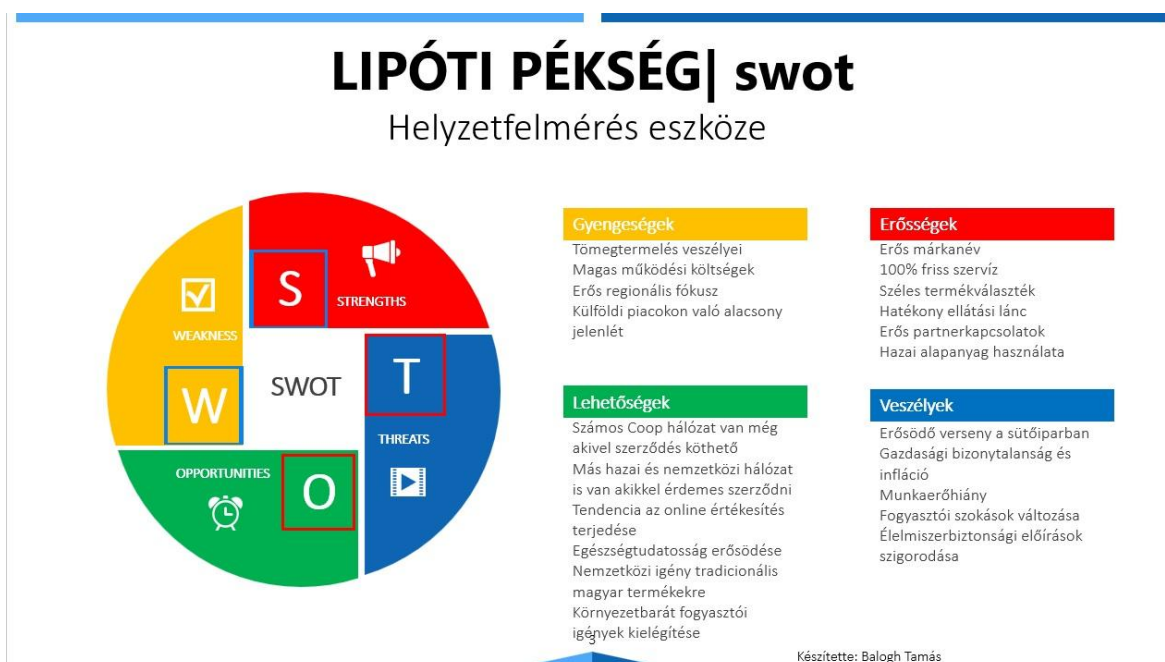 LIPÓTI PÉKSÉG| swot
Helyzetfelmérés eszköze
S
STRENGTHS
WEAKNESS
W
SWOT
T
THREATS
OPPORTUNITIES
O
Gyengeségek
Tömegtermelés veszélyei
Magas működési költségek
Erős regionális fókusz
Külföldi piacokon való alacsony
jelenlét
Erősségek
Erős márkanév
100% friss szervíz
Széles termékválaszték
Hatékony ellátási lánc
Erős partnerkapcsolatok
Hazai alapanyag használata
Lehetőségek
Számos Coop hálózat van még
akivel szerződés köthető
Más hazai és nemzetközi hálózat
is van akikkel érdemes szerződni
Tendencia az online értékesítés
terjedése
Egészségtudatosság erősödése
Nemzetközi igény tradicionális
magyar termékekre
Környezetbarát fogyasztói
igények kielégítése
Veszélyek
Erősödő verseny a sütőiparban
Gazdasági bizonytalanság és
infláció
Munkaerőhiány
Fogyasztói szokások változása
Élelmiszerbiztonsági előírások
szigorodása
3
Készítette: Balogh Tamás